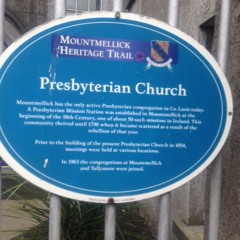 MOUNTMELLICK
HERITAGE TRAIL
Presbyterian Church
Mountmellick has the only active Presbyterian congregation in Co. Laois today.
A Presbyterian Mission Station was established in Mountmellick at the
beginning of the 18th Century, one of about 50 such missions in Ireland. This
community thrived until 1798 when it became scattered as a result of the
rebellion of that year.
Prior to the building of the present Presbyterian Church in 1854,
meetings were held at various locations.
In 1963 the congregations at Mountmellick
and Tullamore were joined.